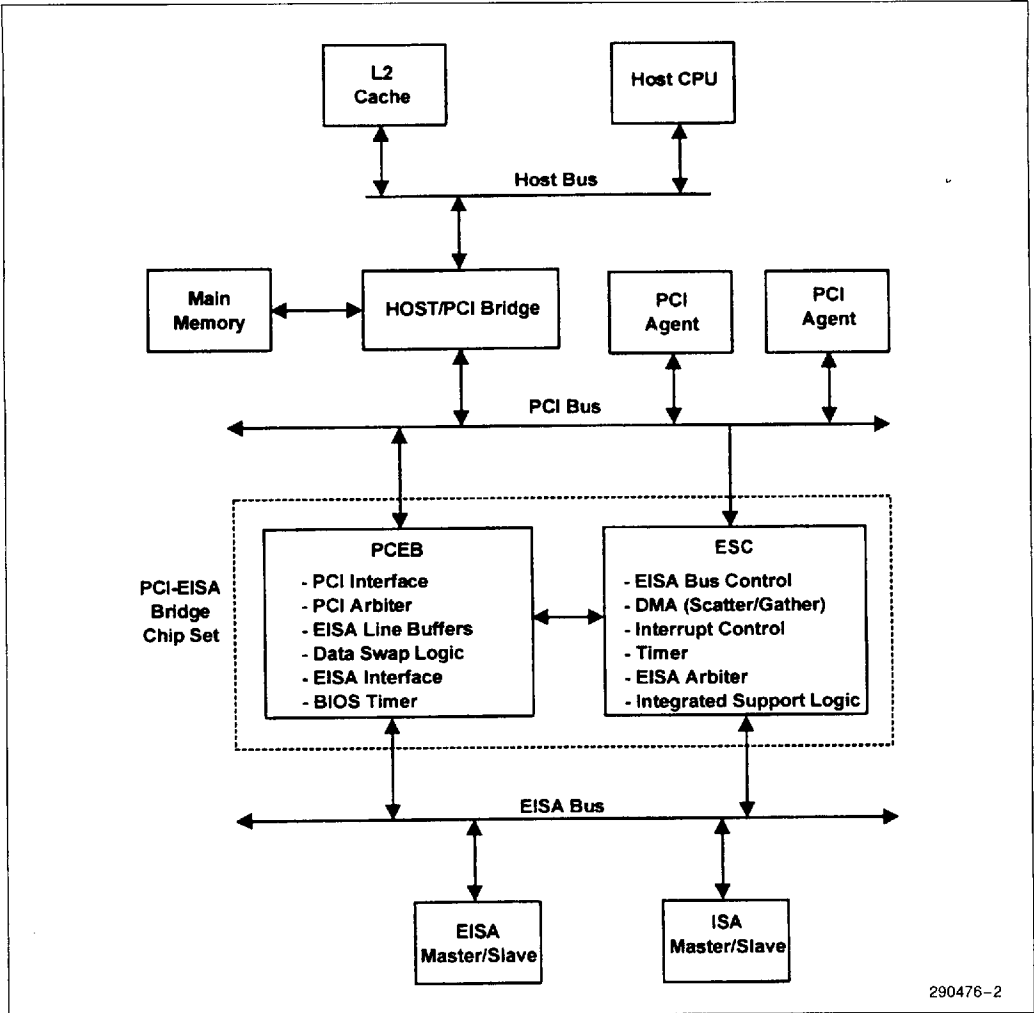 L2
Cache
Host CPU
Host Bus
Main
Memory
HOST/PCI Bridge
PCI
Agent
PCI
Agent
PCI Bus
PCI-EISA
Bridge
Chip Set
PCEB
- PCI Interface
- PCI Arbiter
- EISA Line Buffers
- Data Swap Logic
- EISA Interface
- BIOS Timer
ESC
- EISA Bus Control
- DMA (Scatter/Gather)
- Interrupt Control
- Timer
- EISA Arbiter
- Integrated Support Logic
EISA Bus
EISA
Master/Slave
ISA
Master/Slave
290476-2